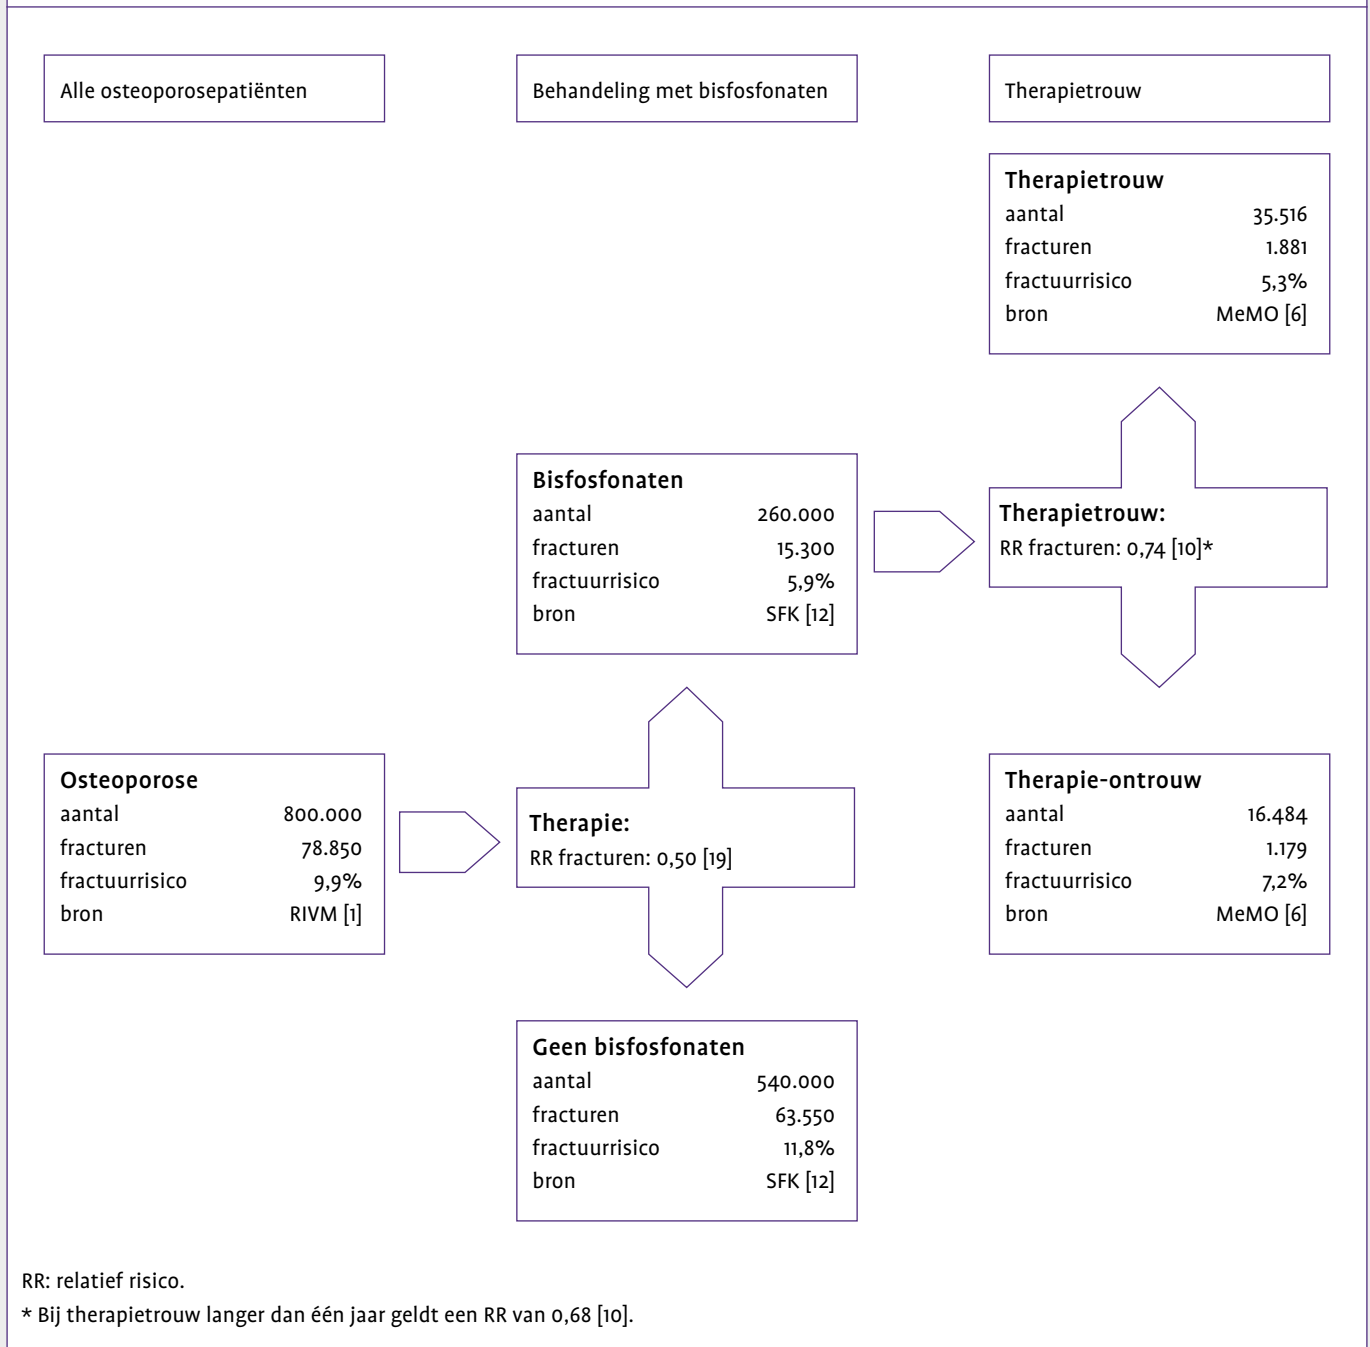 Alle osteoporosepatiënten
Behandeling met bisfosfonaten
Therapietrouw
Therapietrouw
aantal 35.516
fracturen 1.881
fractuurrisico 5,3%
bron MeMO [6]
Bisfosfonaten
aantal 260.000
fracturen 15.300
fractuurrisico 5,9%
bron SFK [12]
Therapietrouw:
RR fracturen: 0,74 [10]*
Osteoporose
aantal 800.000
fracturen 78.850
fractuurrisico 9,9%
bron RIVM [1]
Therapie:
RR fracturen: 0,50 [19]
Therapie-ontrouw
aantal 16.484
fracturen 1.179
fractuurrisico 7,2%
bron MeMO [6]
Geen bisfosfonaten
aantal 540.000
fracturen 63.550
fractuurrisico 11,8%
bron SFK [12]
RR: relatief risico.
* Bij therapietrouw langer dan één jaar geldt een RR van 0,68 [10].